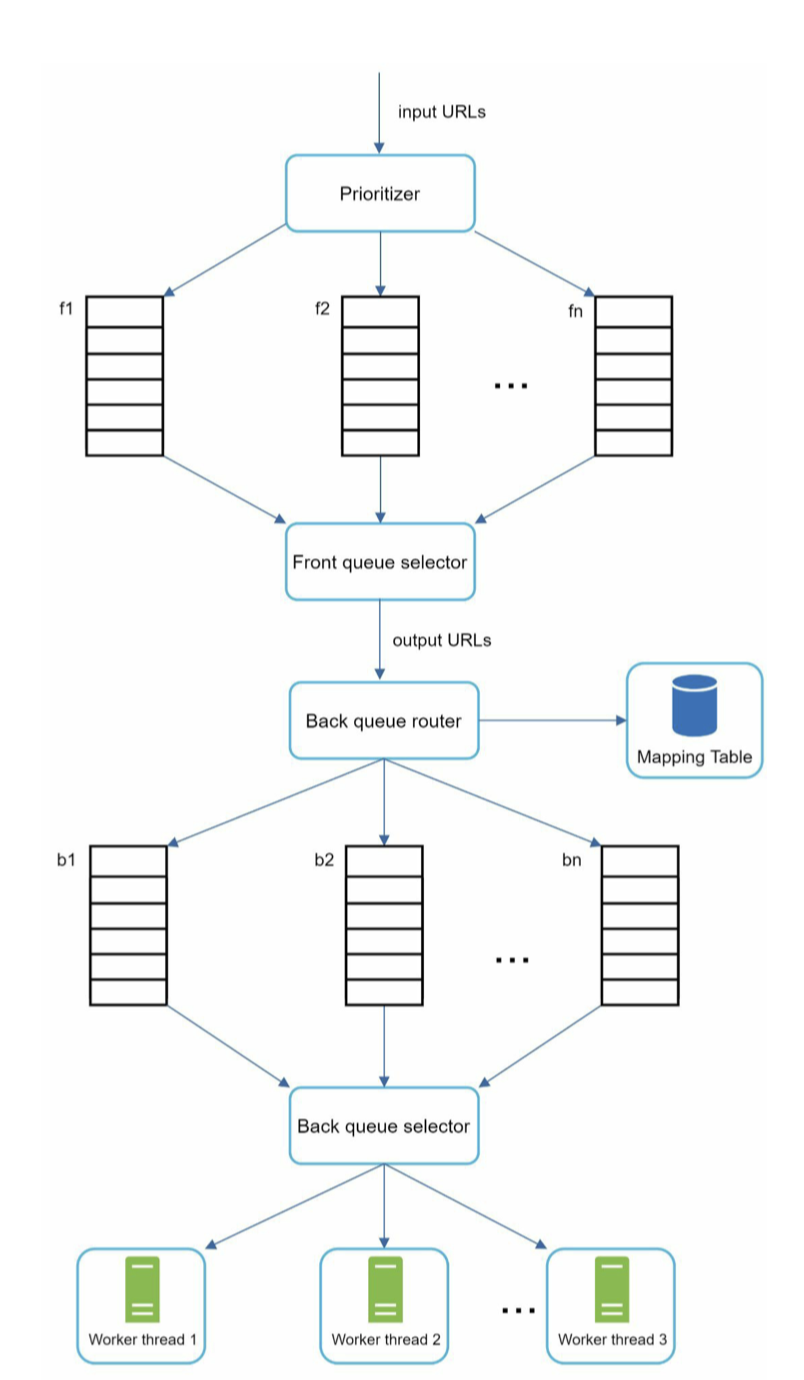 input URLs
Prioritizer
f1
f2
fn
...
Front queue selector
output URLs
Back queue router
Mapping Table
b1
b2
bn
...
Back queue selector
...
Worker thread 1
Worker thread 2
Worker thread 3